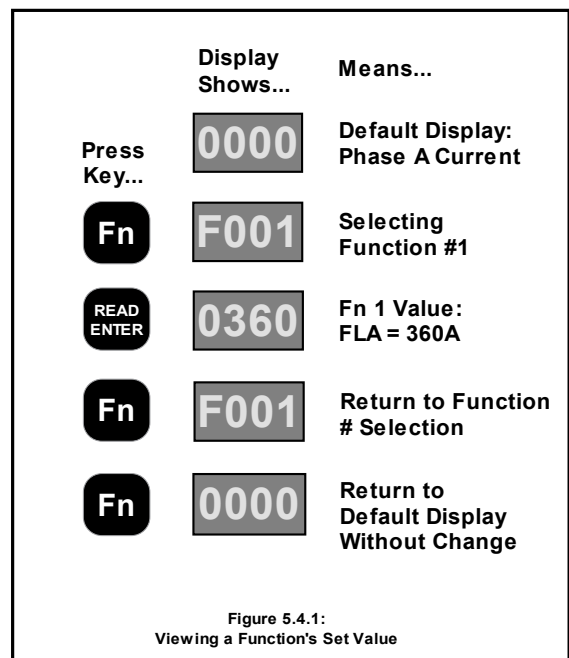 Display
Shows...
Means...
Press
Key...
0000
Default Display:
Phase A Current
Fn
F001
Selecting
Function #1
READ
ENTER
0360
Fn 1 Value:
FLA = 360A
Fn
F001
Return to Function
# Selection
Fn
0000
Return to
Default Display
Without Change
Figure 5.4.1:
Viewing a Function's Set Value